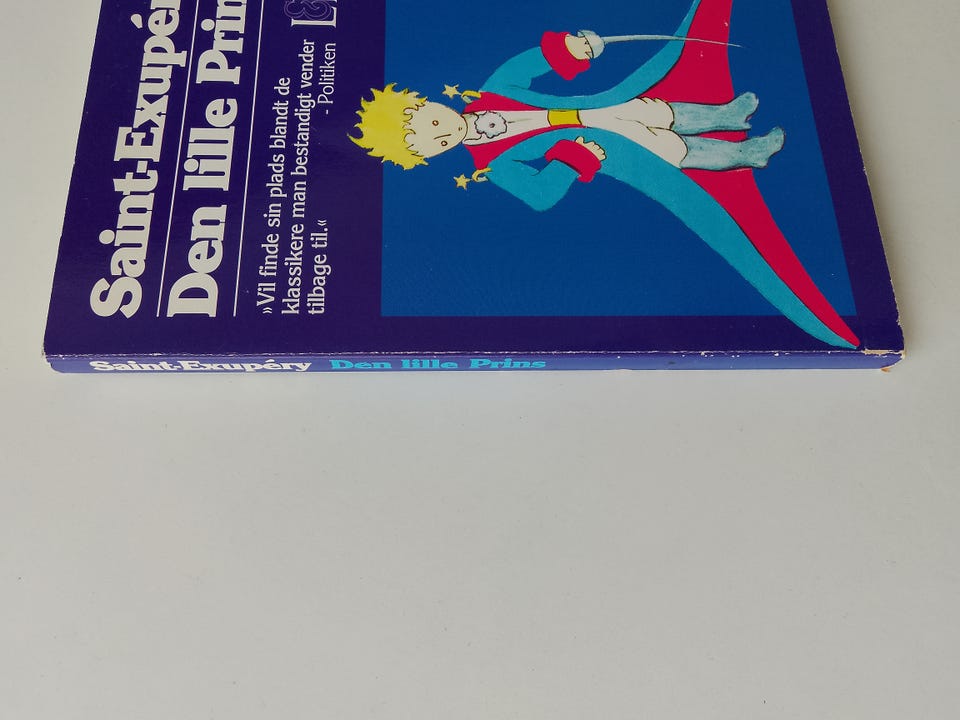 Saint-Exupér
Den lille Prin
»Vil finde sin plads blandt de
klassikere man bestandigt vender
tilbage til.«
- Politiken
Saint-Exupéry Den lille Prins